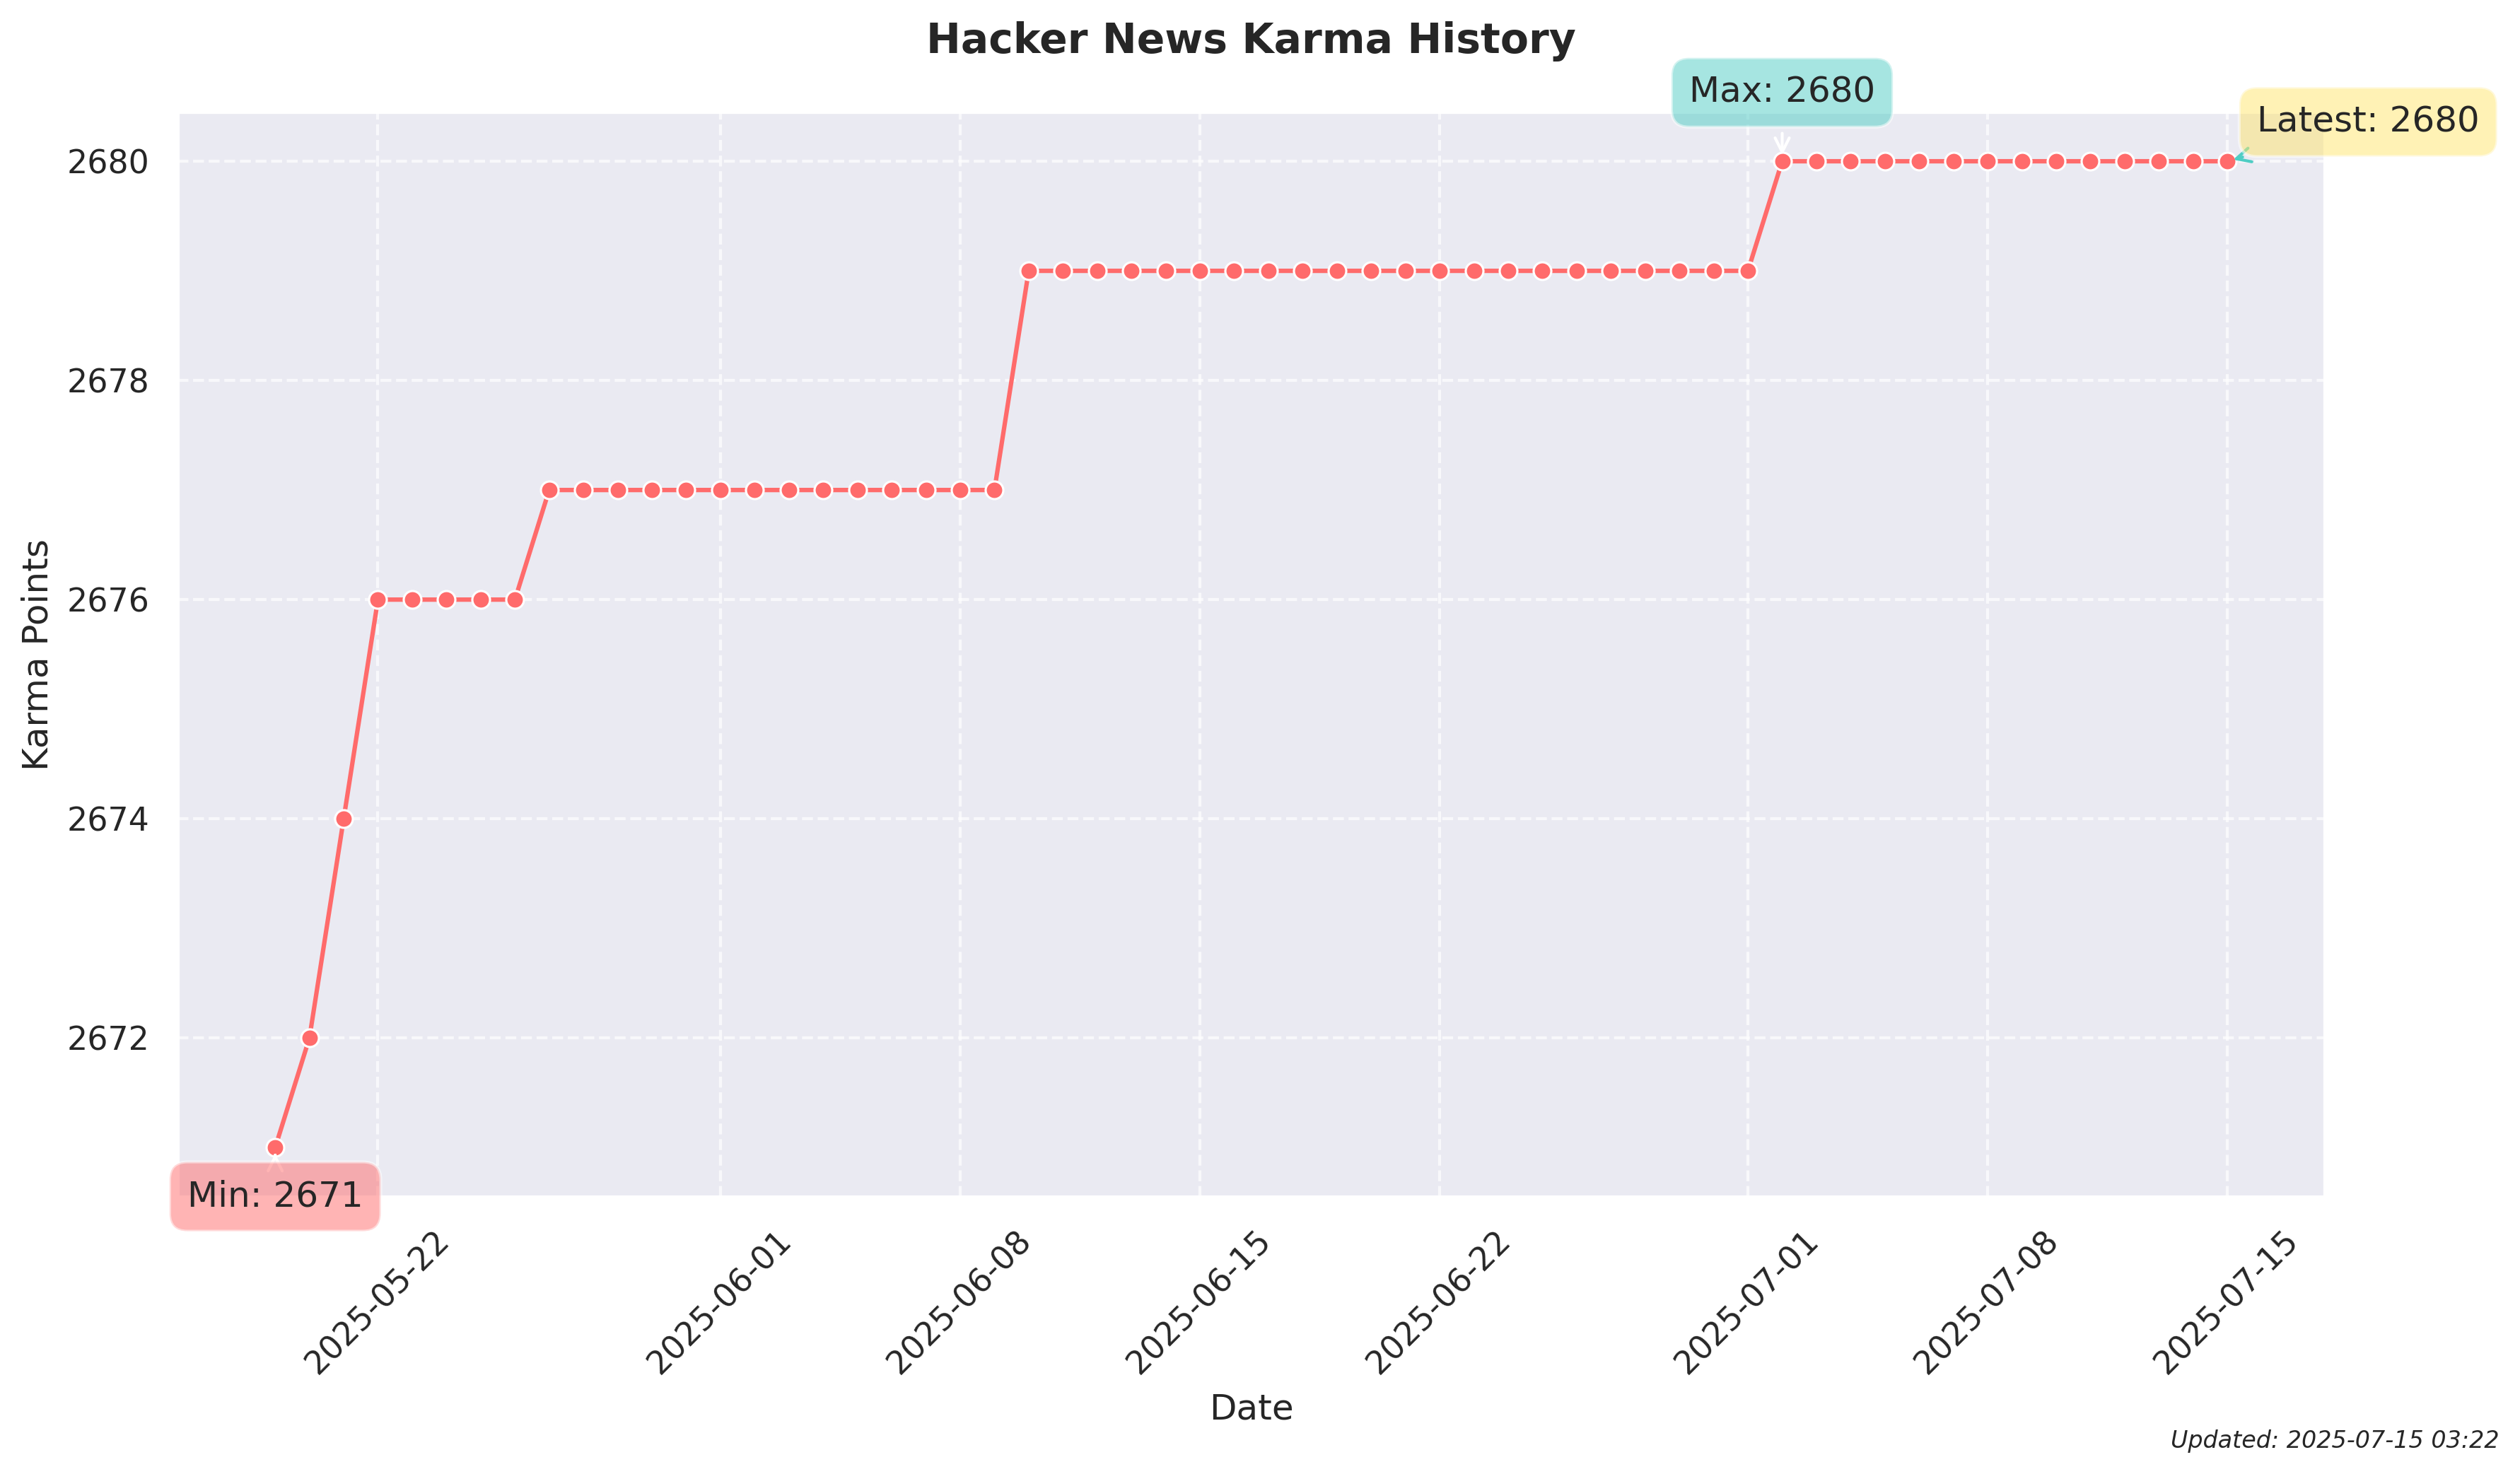 Hacker News Karma History
Max: 2680
Latest: 2680
2680
2678
2676
2674
2672
Karma Points
Min: 2671
2025-05-22
2025-06-01
2025-06-08
2025-06-15
2025-06-22
2025-07-01
2025-07-08
2025-07-15
Date
Updated: 2025-07-15 03:22